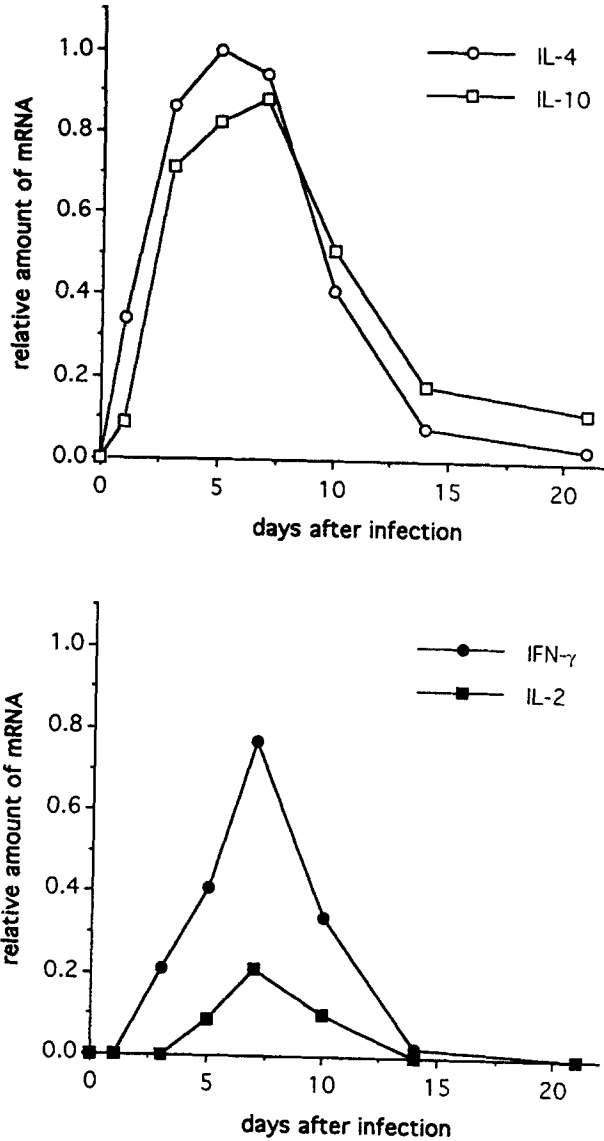 relative amount of mRNA
1.0
0.8
0.6
0.4
0.2
0.0
0 5 10 15 20
days after infection
IL-4
IL-10
relative amount of mRNA
1.0
0.8
0.6
0.4
0.2
0.0
0 5 10 15 20
days after infection
IFN-γ
IL-2